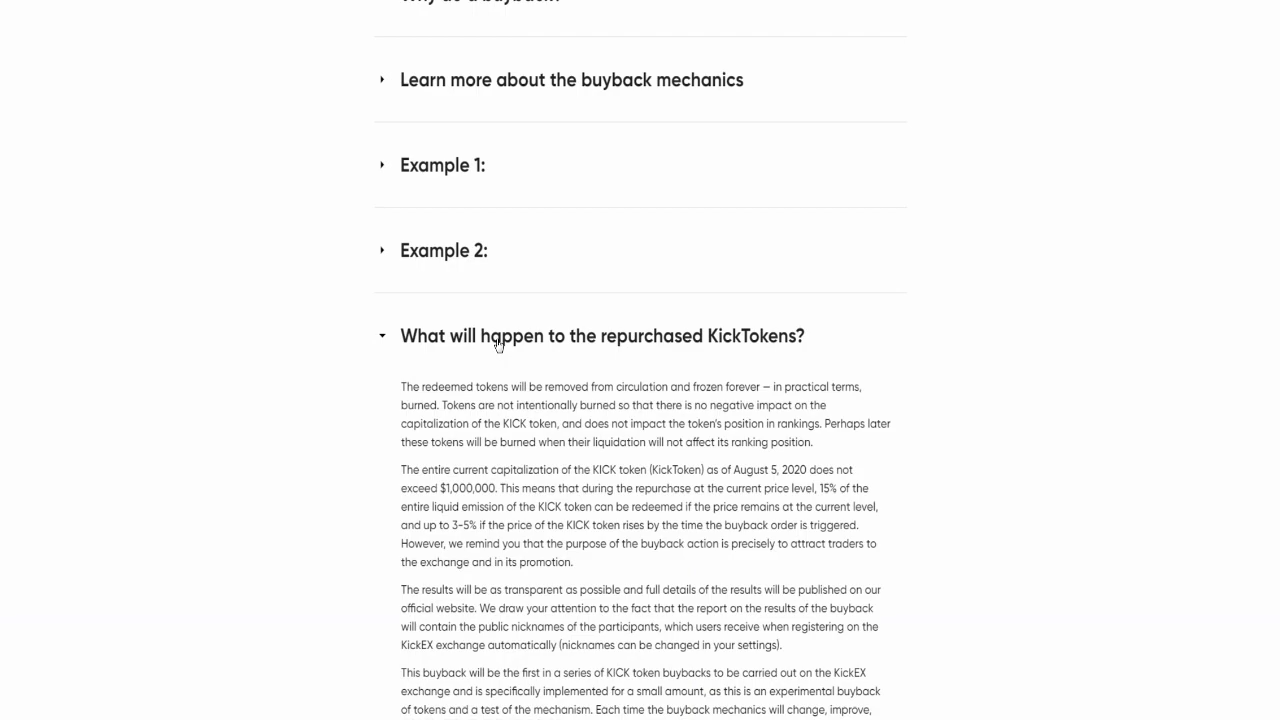 Why do a buyback?
Learn more about the buyback mechanics
Example 1:
Example 2:
What will happen to the repurchased KickTokens?
The redeemed tokens will be removed from circulation and frozen forever — in practical terms,
burned. Tokens are not intentionally burned so that there is no negative impact on the
capitalization of the KICK token, and does not impact the token's position in rankings. Perhaps later
these tokens will be burned when their liquidation will not affect its ranking position.
The entire current capitalization of the KICK token (KickToken) as of August 5, 2020 does not
exceed $1,000,000. This means that during the repurchase at the current price level, 15% of the
entire liquid emission of the KICK token can be redeemed if the price remains at the current level,
and up to 3-5% if the price of the KICK token rises by the time the buyback order is triggered.
However, we remind you that the purpose of the buyback action is precisely to attract traders to
the exchange and in its promotion.
The results will be as transparent as possible and full details of the results will be published on our
official website. We draw your attention to the fact that the report on the results of the buyback
will contain the public nicknames of the participants, which users receive when registering on the
KickEX exchange automatically (nicknames can be changed in your settings).
This buyback will be the first in a series of KICK token buybacks to be carried out on the KickEX
exchange and is specifically implemented for a small amount, as this is an experimental buyback
of tokens and a test of the mechanism. Each time the buyback mechanics will change, improve,